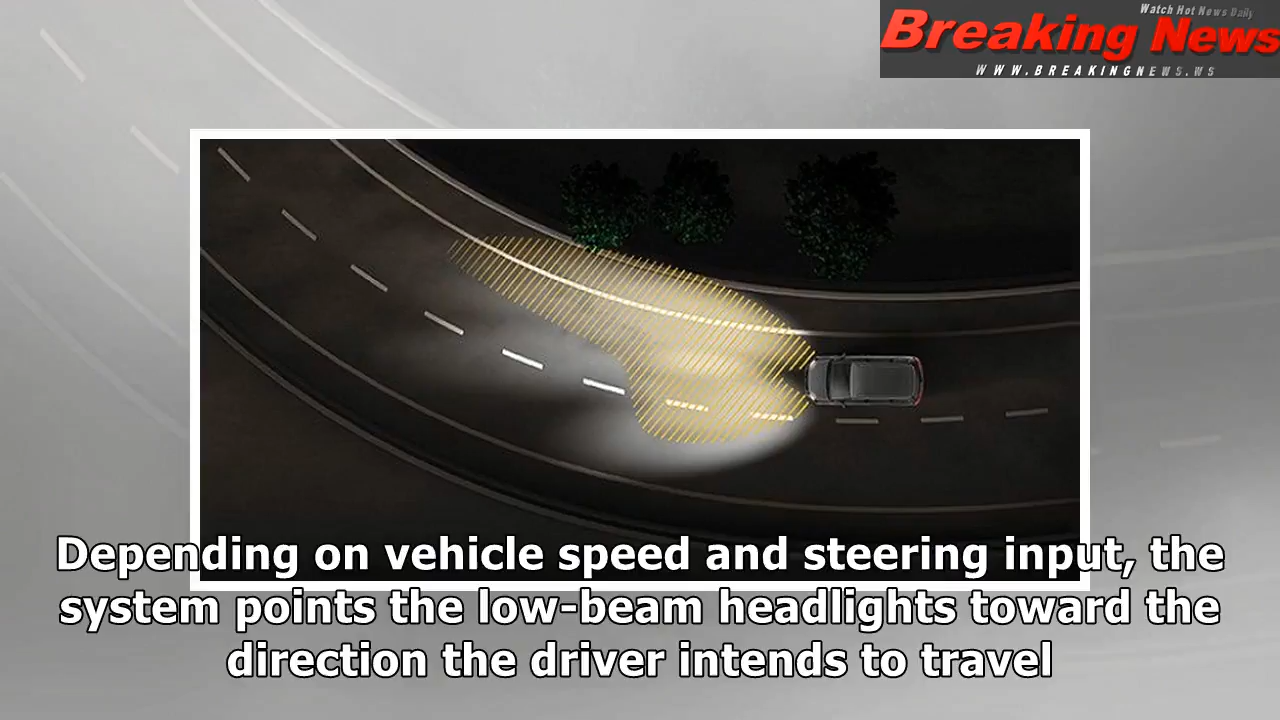 Watch Hot News Daily
Breaking News
WWW.BREAKINGNEWS.WS
Depending on vehicle speed and steering input, the
system points the low-beam headlights toward the
direction the driver intends to travel